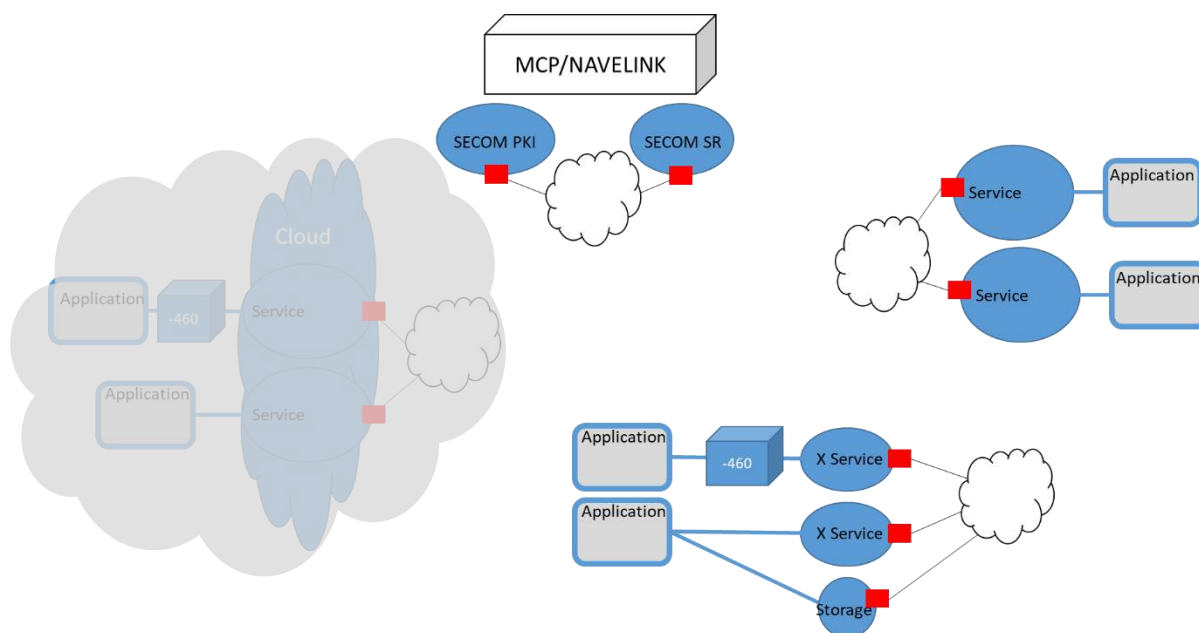 MCP/NAVELINK
SECOM PKI
SECOM SR
Cloud
Application
-460
Service
Application
Service
Service
Application
Service
Application
Application
-460
X Service
Application
X Service
Storage